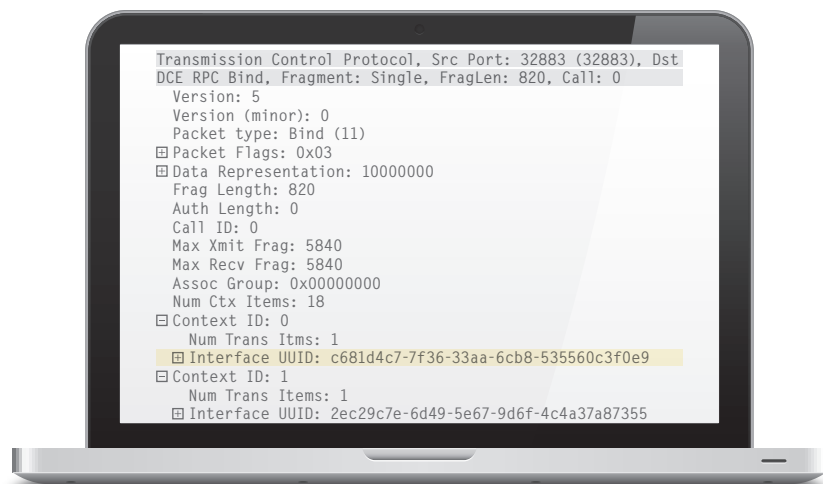 Transmission Control Protocol, Src Port: 32883 (32883), Dst
DCE RPC Bind, Fragment: Single, FragLen: 820, Call: 0
Version: 5
Version (minor): 0
Packet type: Bind (11)
Packet Flags: 0x03
Data Representation: 10000000
Frag Length: 820
Auth Length: 0
Call ID: 0
Max Xmit Frag: 5840
Max Recv Frag: 5840
Assoc Group: 0x00000000
Num Ctx Items: 18
Context ID: 0
Num Trans Itms: 1
Interface UUID: c681d4c7-7f36-33aa-6cb8-535560c3f0e9
Context ID: 1
Num Trans Items: 1
Interface UUID: 2ec29c7e-6d49-5e67-9d6f-4c4a37a87355